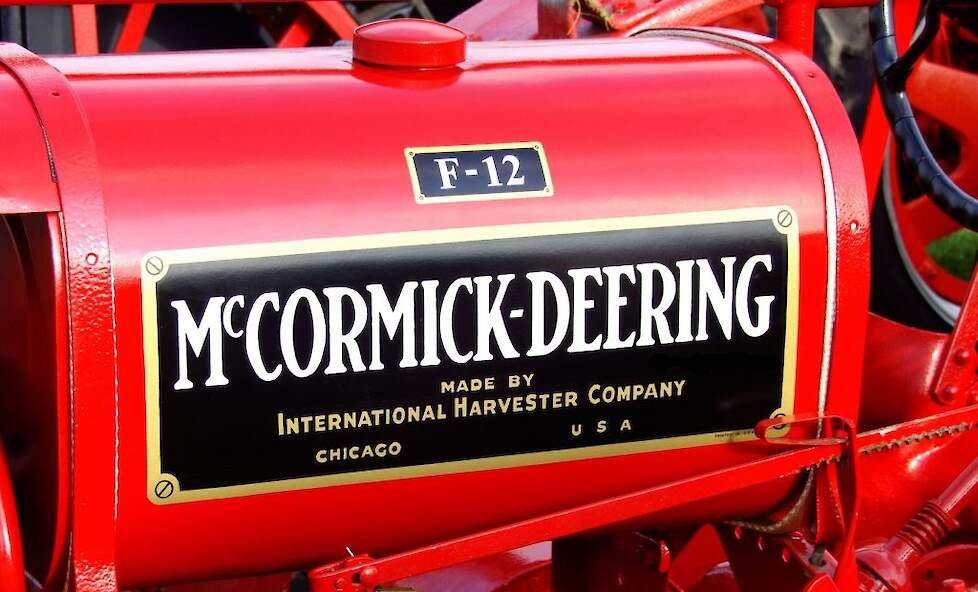 F-12
McCORMICK-DEERING
MADE BY
INTERNATIONAL HARVESTER COMPANY
CHICAGO USA